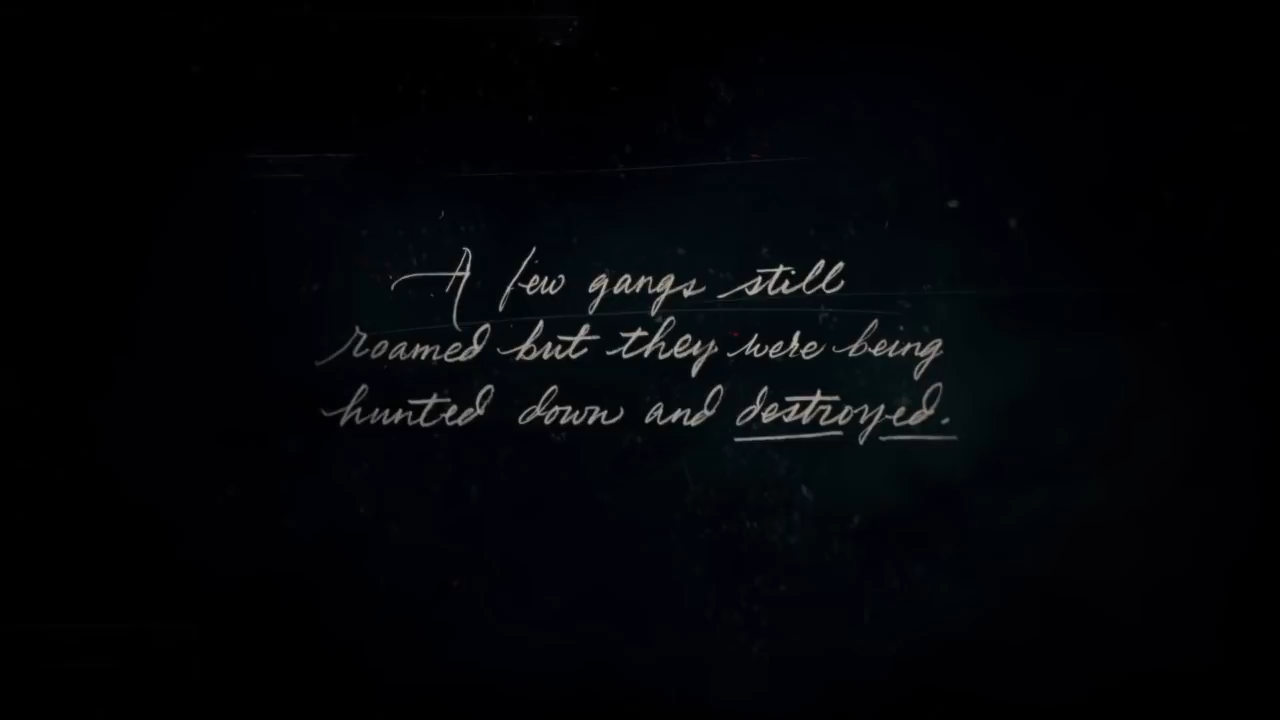 A few gangs still
roamed but they were being
hunted down and destroyed.